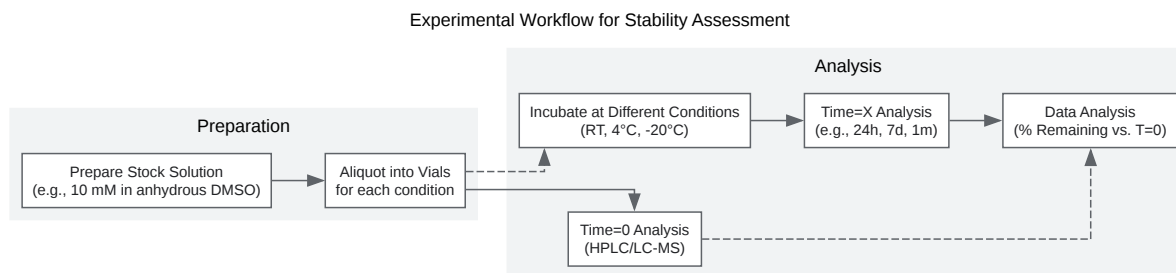 Experimental Workflow for Stability Assessment
Preparation
Prepare Stock Solution
(e.g., 10 mM in anhydrous DMSO)
Aliquot into Vials
for each condition
Analysis
Incubate at Different Conditions
(RT, 4°C, -20°C)
Time=X Analysis
(e.g., 24h, 7d, 1m)
Data Analysis
(% Remaining vs. T=0)
Time=0 Analysis
(HPLC/LC-MS)